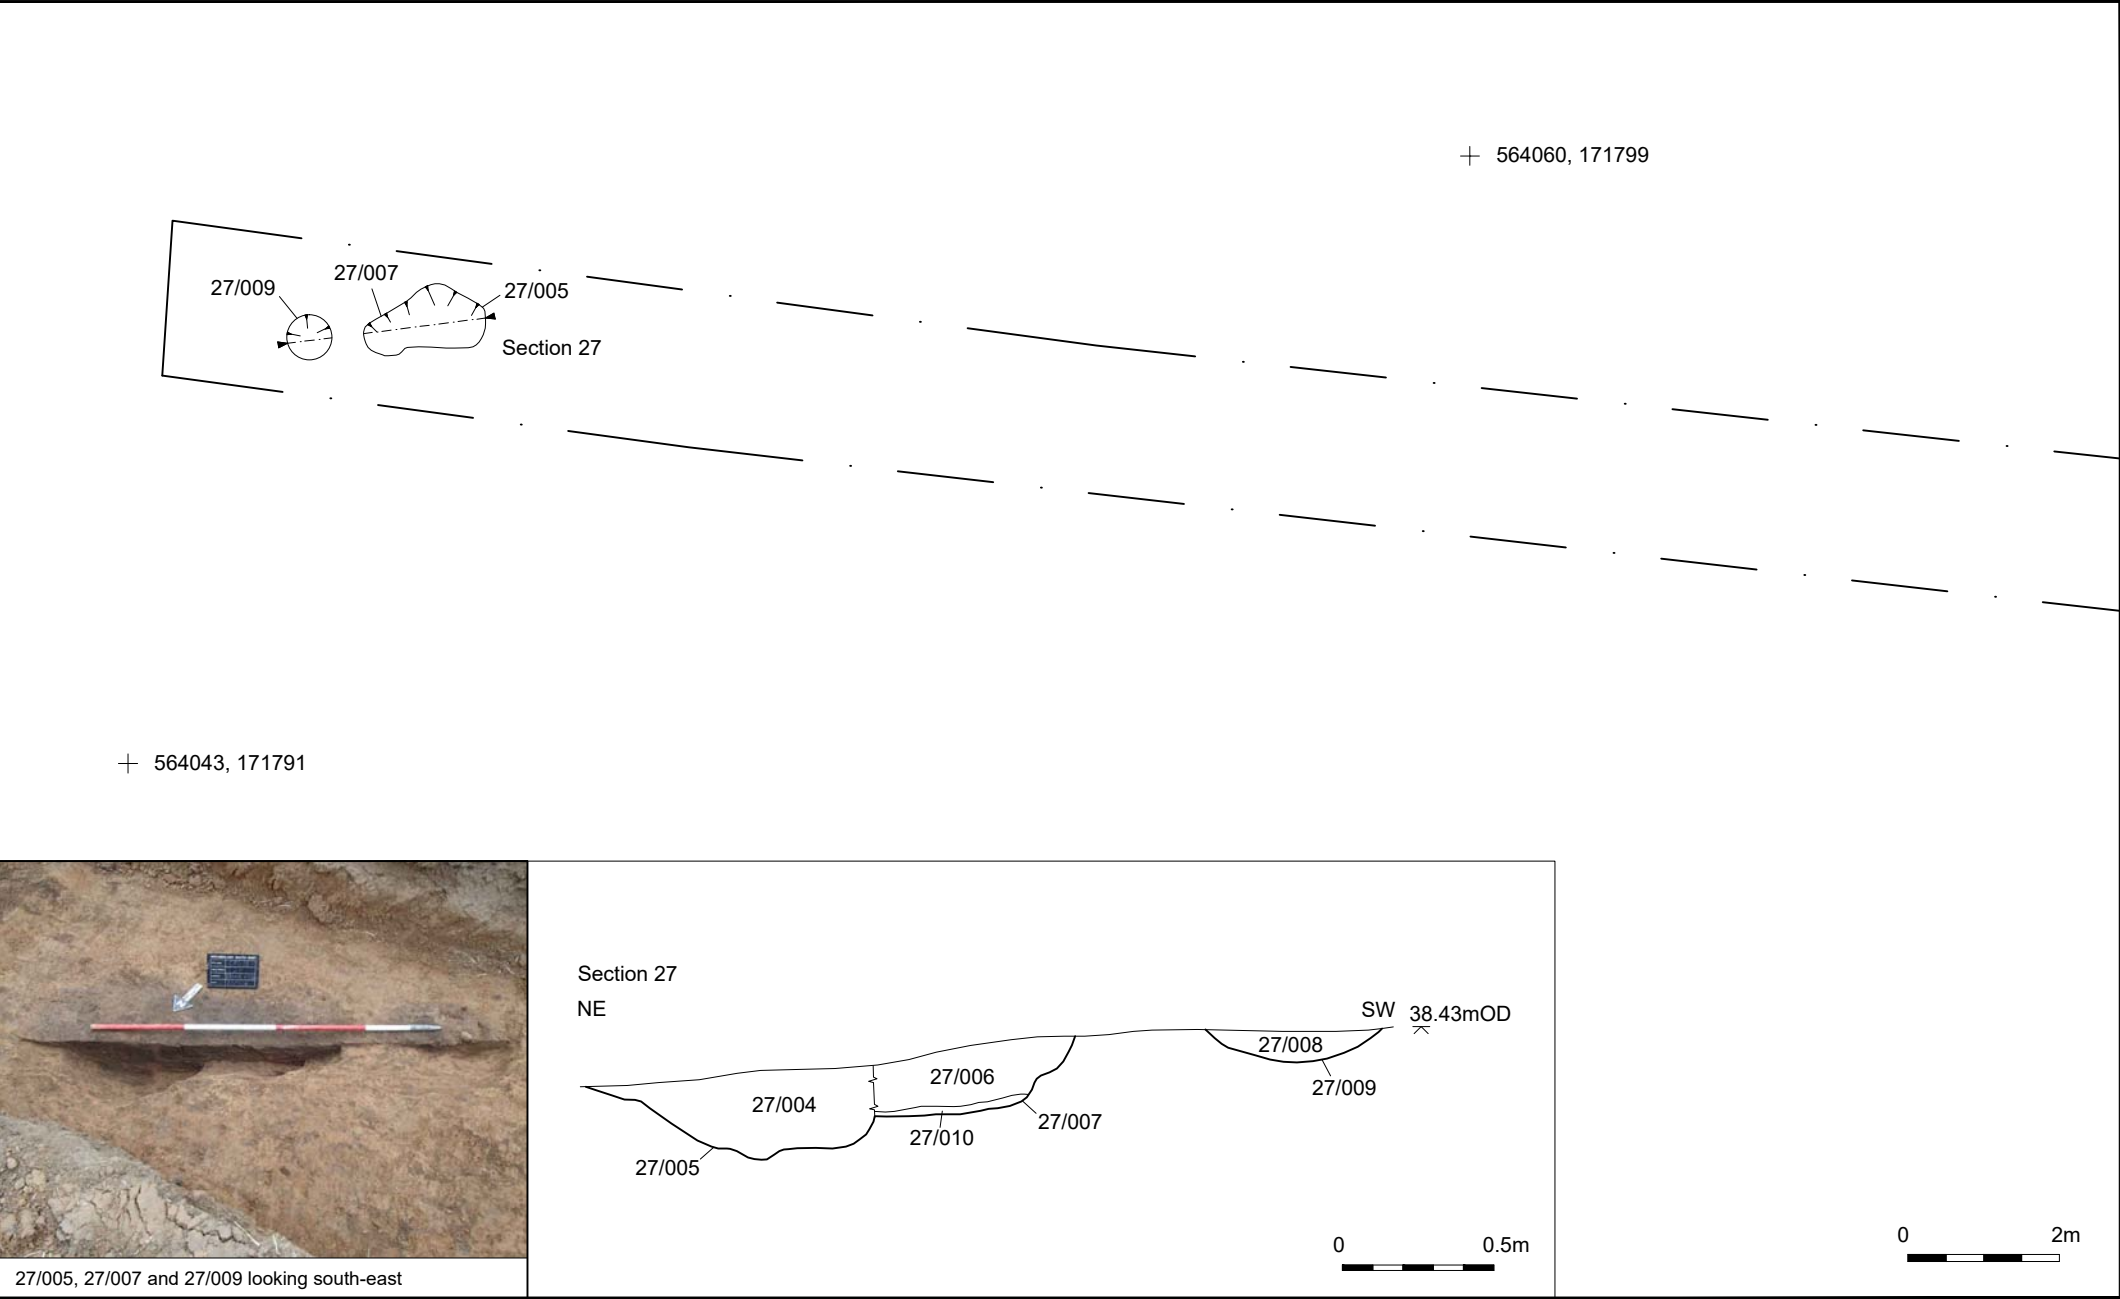 564060, 171799
27/009
27/007
27/005
Section 27
564043, 171791
27/005, 27/007 and 27/009 looking south-east
Section 27
NE
SW 38.43mOD
27/004
27/006
27/008
27/009
27/007
27/010
27/005
0 0.5m
0 2m